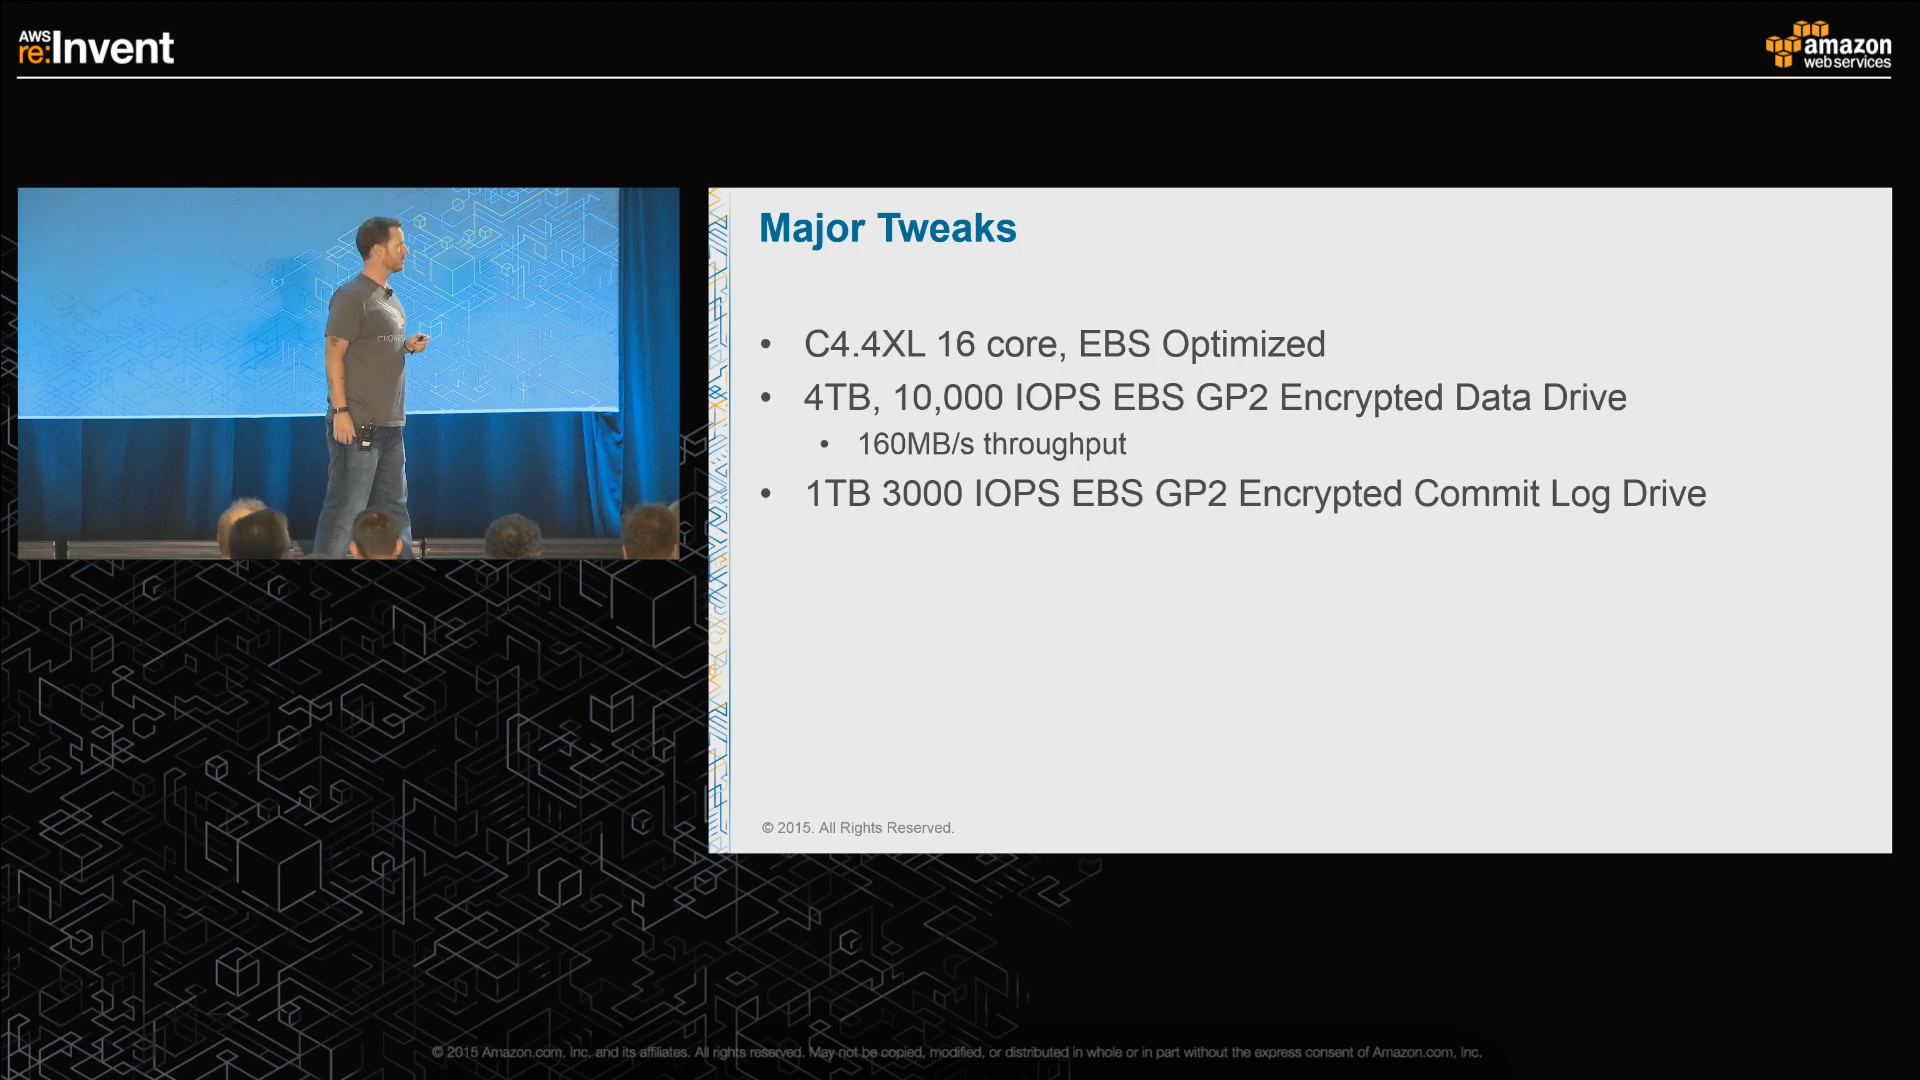 AWS
re:Invent
amazon
web services
Major Tweaks
• C4.4XL 16 core, EBS Optimized
• 4TB, 10,000 IOPS EBS GP2 Encrypted Data Drive
• 160MB/s throughput
• 1TB 3000 IOPS EBS GP2 Encrypted Commit Log Drive
© 2015. All Rights Reserved.
© 2015 Amazon.com, Inc. and its affiliates. All rights reserved. May not be copied, modified, or distributed in whole or in part without the express consent of Amazon.com, Inc.